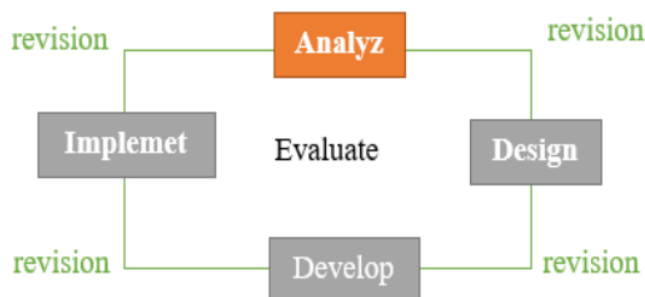 revision
Analyz
revision
Implemet
Evaluate
Design
revision
Develop
revision